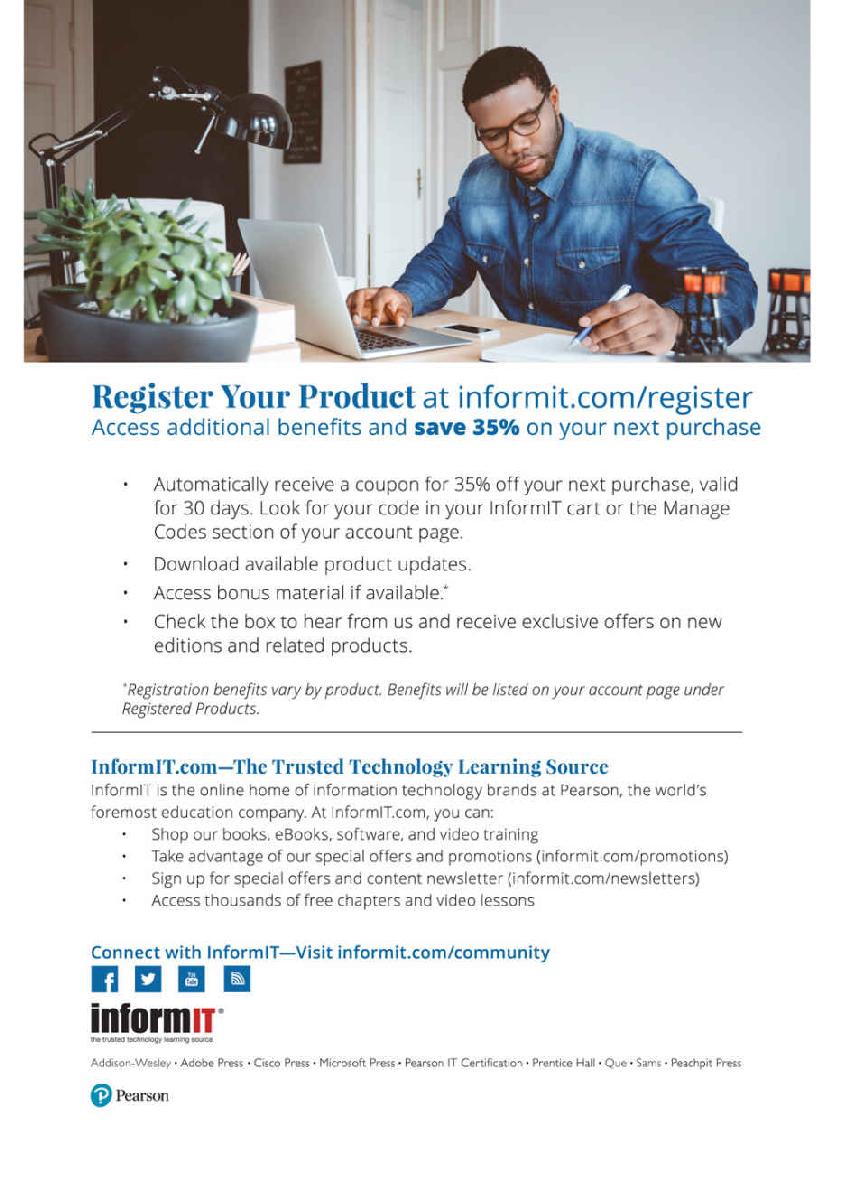 Register Your Product at informit.com/register
Access additional benefits and save 35% on your next purchase
• Automatically receive a coupon for 35% off your next purchase, valid
for 30 days. Look for your code in your InformIT cart or the Manage
Codes section of your account page.
• Download available product updates.
• Access bonus material if available.*
• Check the box to hear from us and receive exclusive offers on new
editions and related products.
*Registration benefits vary by product. Benefits will be listed on your account page under
Registered Products.
InformIT.com—The Trusted Technology Learning Source
InformIT is the online home of information technology brands at Pearson, the world's
foremost education company. At InformIT.com, you can:
• Shop our books, eBooks, software, and video training
• Take advantage of our special offers and promotions (informit.com/promotions)
• Sign up for special offers and content newsletter (informit.com/newsletters)
• Access thousands of free chapters and video lessons
Connect with InformIT—Visit informit.com/community
You Tube
informIT®
the trusted technology learning source
Addison-Wesley • Adobe Press • Cisco Press • Microsoft Press • Pearson IT Certification • Prentice Hall • Que • Sams • Peachpit Press
P Pearson